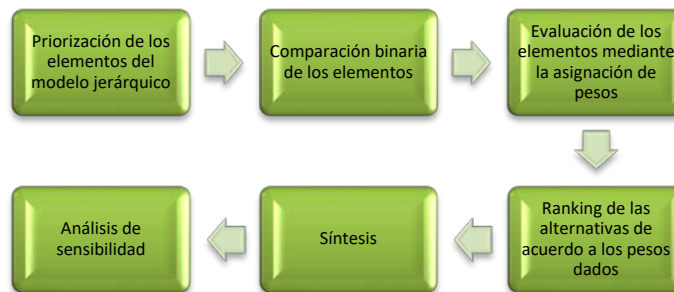 Priorización de los
elementos del
modelo jerárquico
Comparación binaria
de los elementos
Evaluación de los
elementos mediante
la asignación de
pesos
Ranking de las
alternativas de
acuerdo a los pesos
dados
Síntesis
Análisis de
sensibilidad